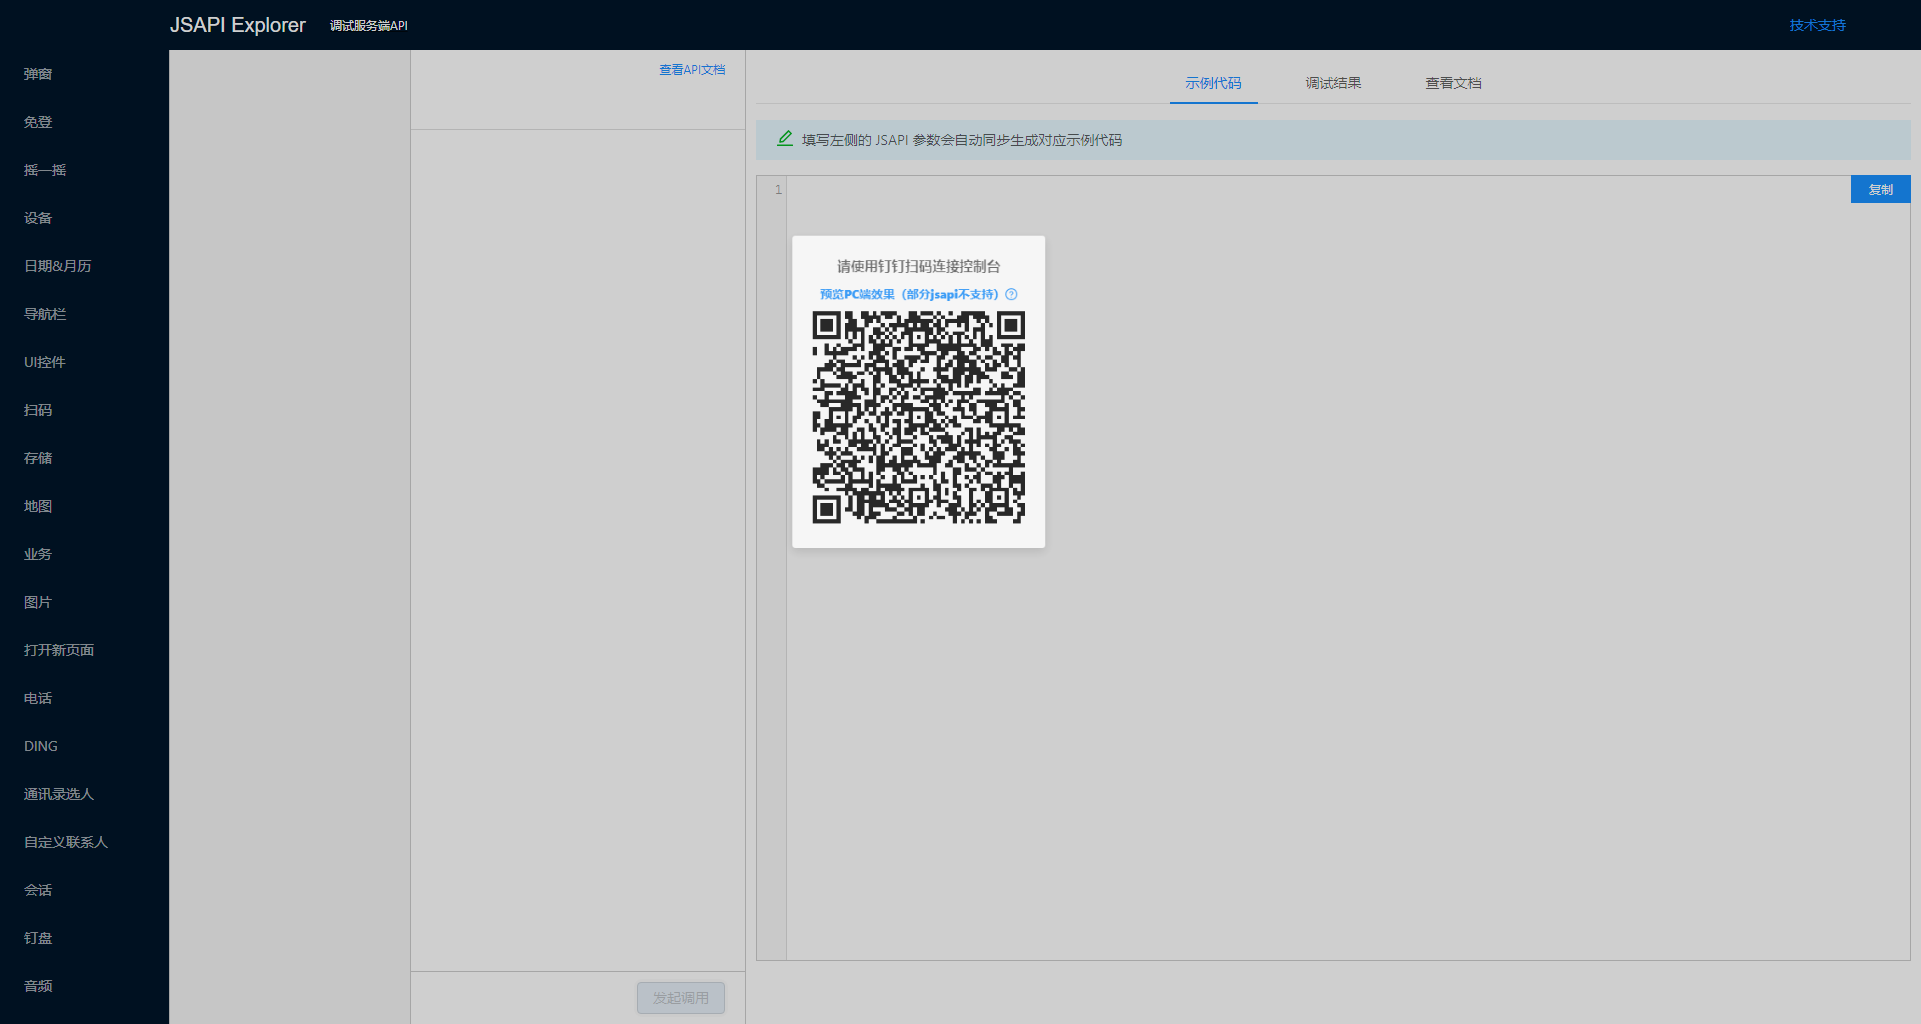 JSAPI Explorer
调试服务端API
技术支持
弹窗
免登
摇一摇
设备
日期&月历
导航栏
UI控件
扫码
存储
地图
业务
图片
打开新页面
电话
DING
通讯录选人
自定义联系人
会话
钉盘
音频
查看API文档
发起调用
示例代码
调试结果
查看文档
填写左侧的 JSAPI 参数会自动同步生成对应示例代码
1
复制
请使用钉钉扫码连接控制台
预览PC端效果（部分jsapi不支持）